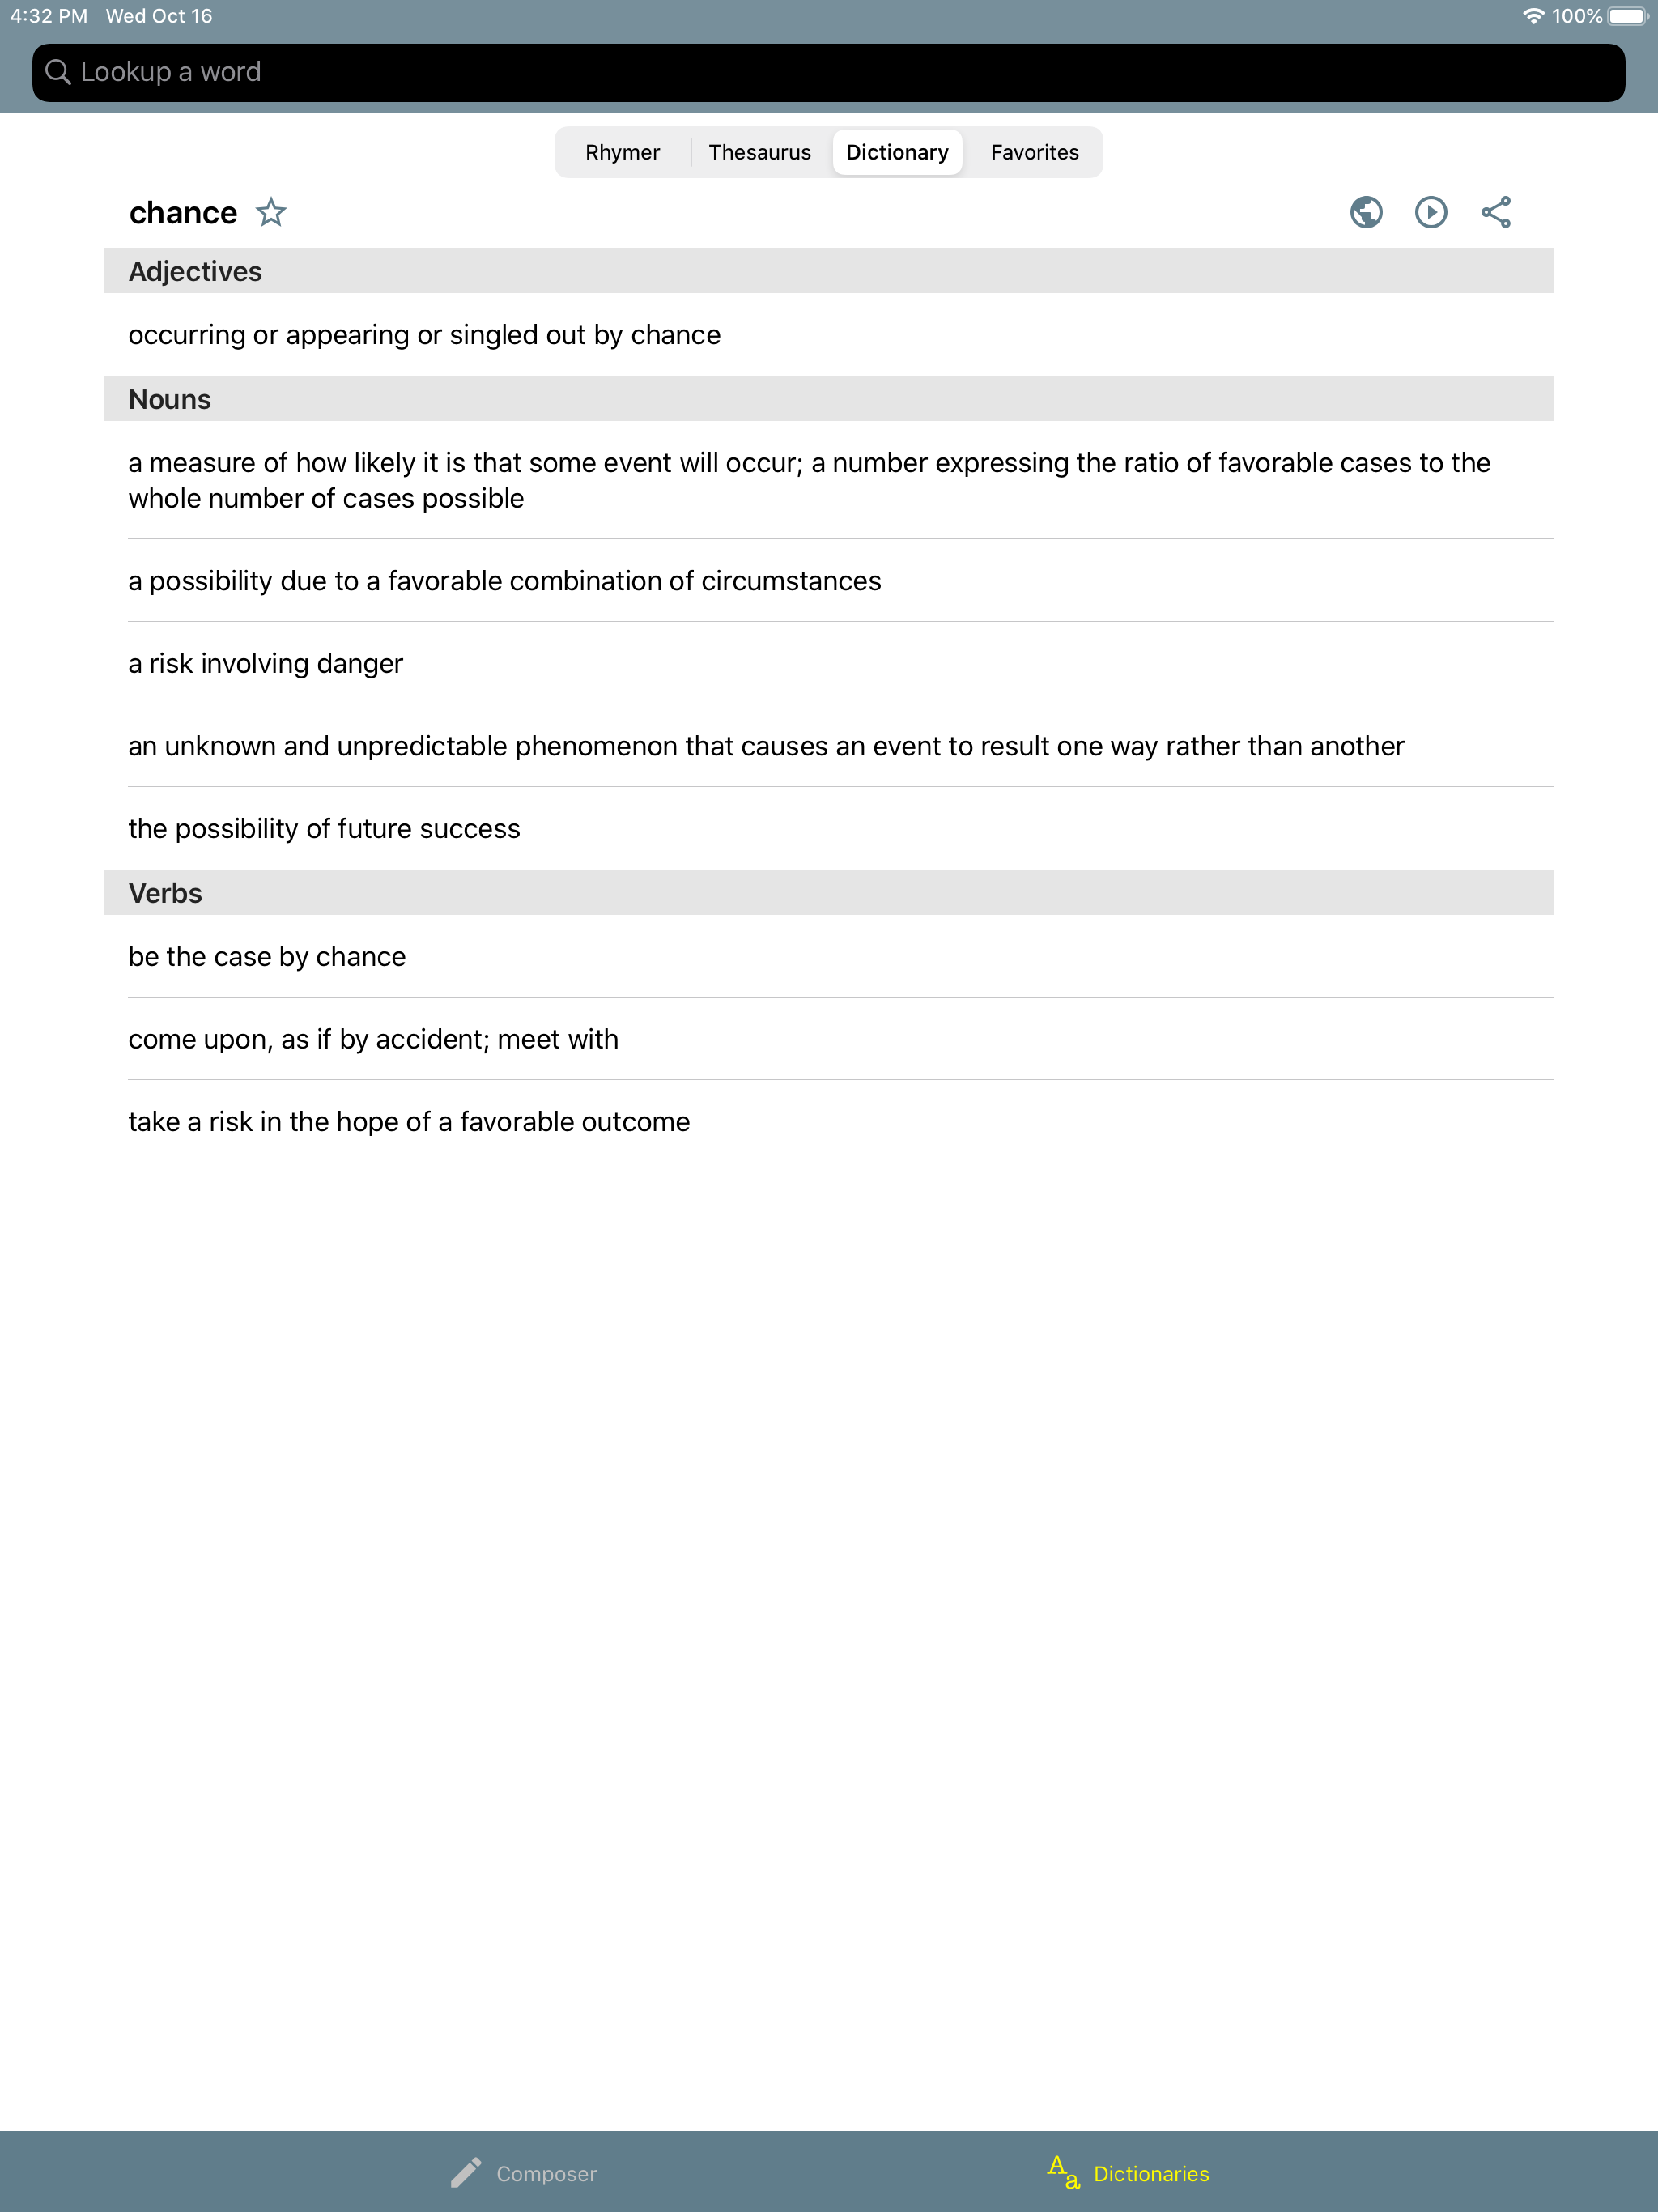 4:32 PM Wed Oct 16 100%
Lookup a word
Rhymer Thesaurus Dictionary Favorites
chance
Adjectives
occurring or appearing or singled out by chance
Nouns
a measure of how likely it is that some event will occur; a number expressing the ratio of favorable cases to the
whole number of cases possible
a possibility due to a favorable combination of circumstances
a risk involving danger
an unknown and unpredictable phenomenon that causes an event to result one way rather than another
the possibility of future success
Verbs
be the case by chance
come upon, as if by accident; meet with
take a risk in the hope of a favorable outcome
Composer Aa Dictionaries